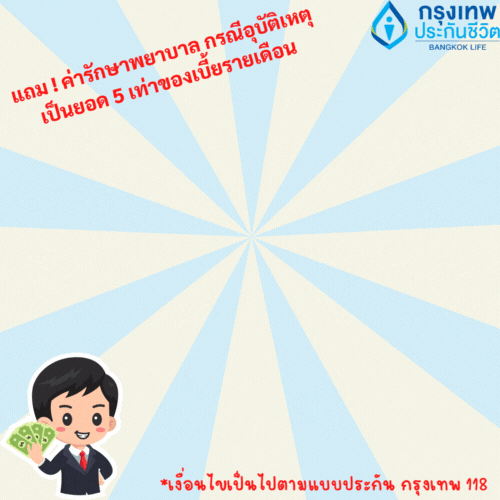 กรุงเทพ
ประกันชีวิต
BANGKOK LIFE
แถม ! ค่ารักษาพยาบาล กรณีอุบัติเหตุ
เป็นยอด 5 เท่าของเบี้ยรายเดือน
*เงื่อนไขเป็นไปตามแบบประกัน กรุงเทพ 118